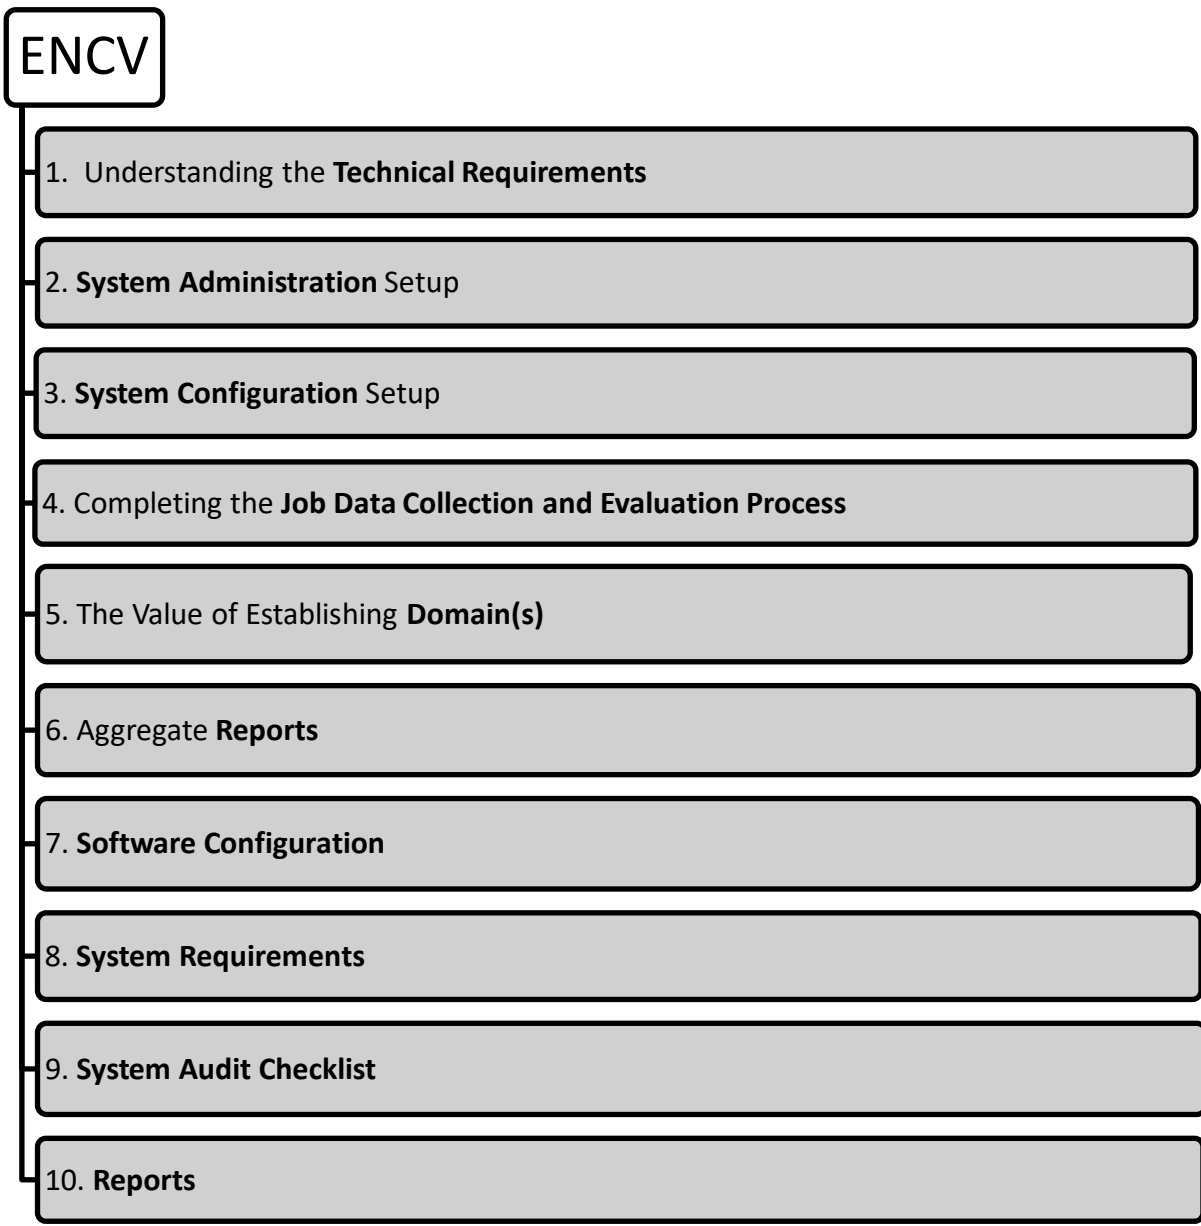 ENCV
1. Understanding the Technical Requirements
2. System Administration Setup
3. System Configuration Setup
4. Completing the Job Data Collection and Evaluation Process
5. The Value of Establishing Domain(s)
6. Aggregate Reports
7. Software Configuration
8. System Requirements
9. System Audit Checklist
10. Reports